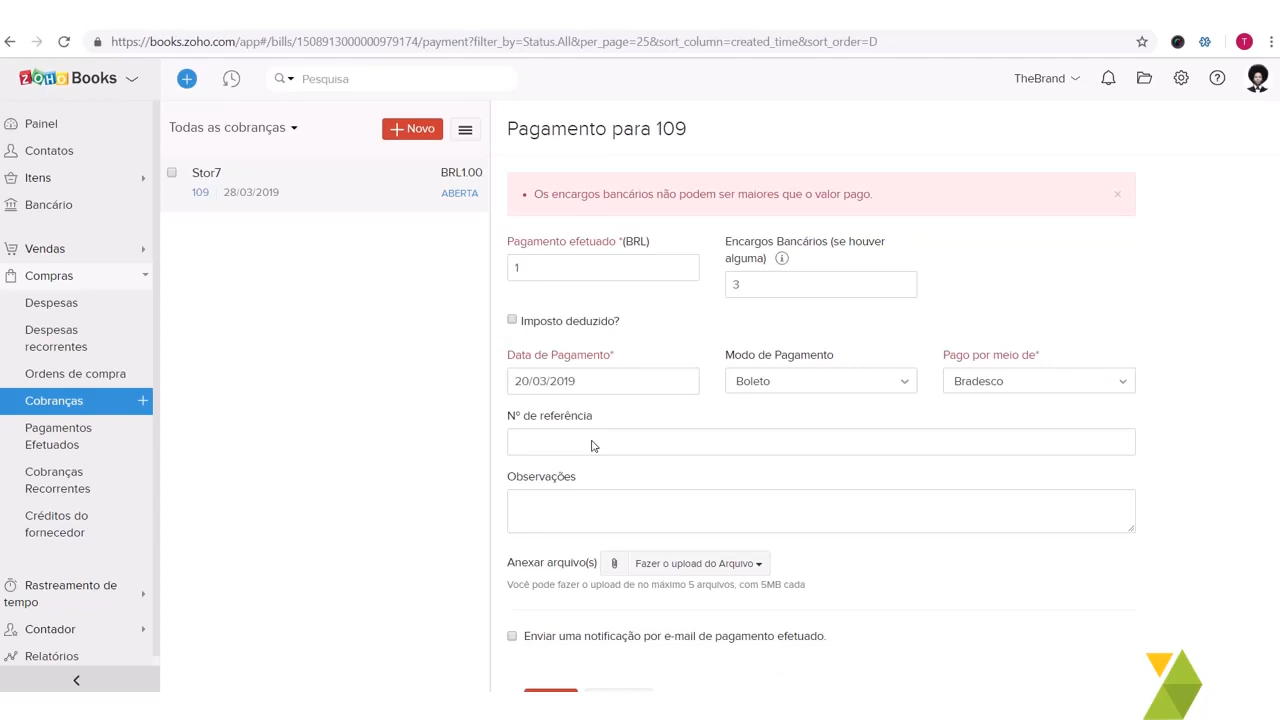 https://books.zoho.com/app#/bills/1508913000000979174/payment?filter_by=Status.All&per_page=25&sort_column=created_time&sort_order=D
T
ZOHO Books
Pesquisa
TheBrand
Painel
Contatos
Itens
Bancário
Vendas
Compras
Despesas
Despesas
recorrentes
Ordens de compra
Cobranças
Pagamentos
Efetuados
Cobranças
Recorrentes
Créditos do
fornecedor
Rastreamento de
tempo
Contador
Relatórios
Todas as cobranças
Novo
Stor7 BRL1.00
109 28/03/2019 ABERTA
Pagamento para 109
Os encargos bancários não podem ser maiores que o valor pago.
Pagamento efetuado *(BRL)
1
Encargos Bancários (se houver
alguma)
3
Imposto deduzido?
Data de Pagamento* Modo de Pagamento Pago por meio de*
20/03/2019 Boleto Bradesco
Nº de referência
Observações
Anexar arquivo(s) Fazer o upload do Arquivo
Você pode fazer o upload de no máximo 5 arquivos, com 5MB cada
Enviar uma notificação por e-mail de pagamento efetuado.